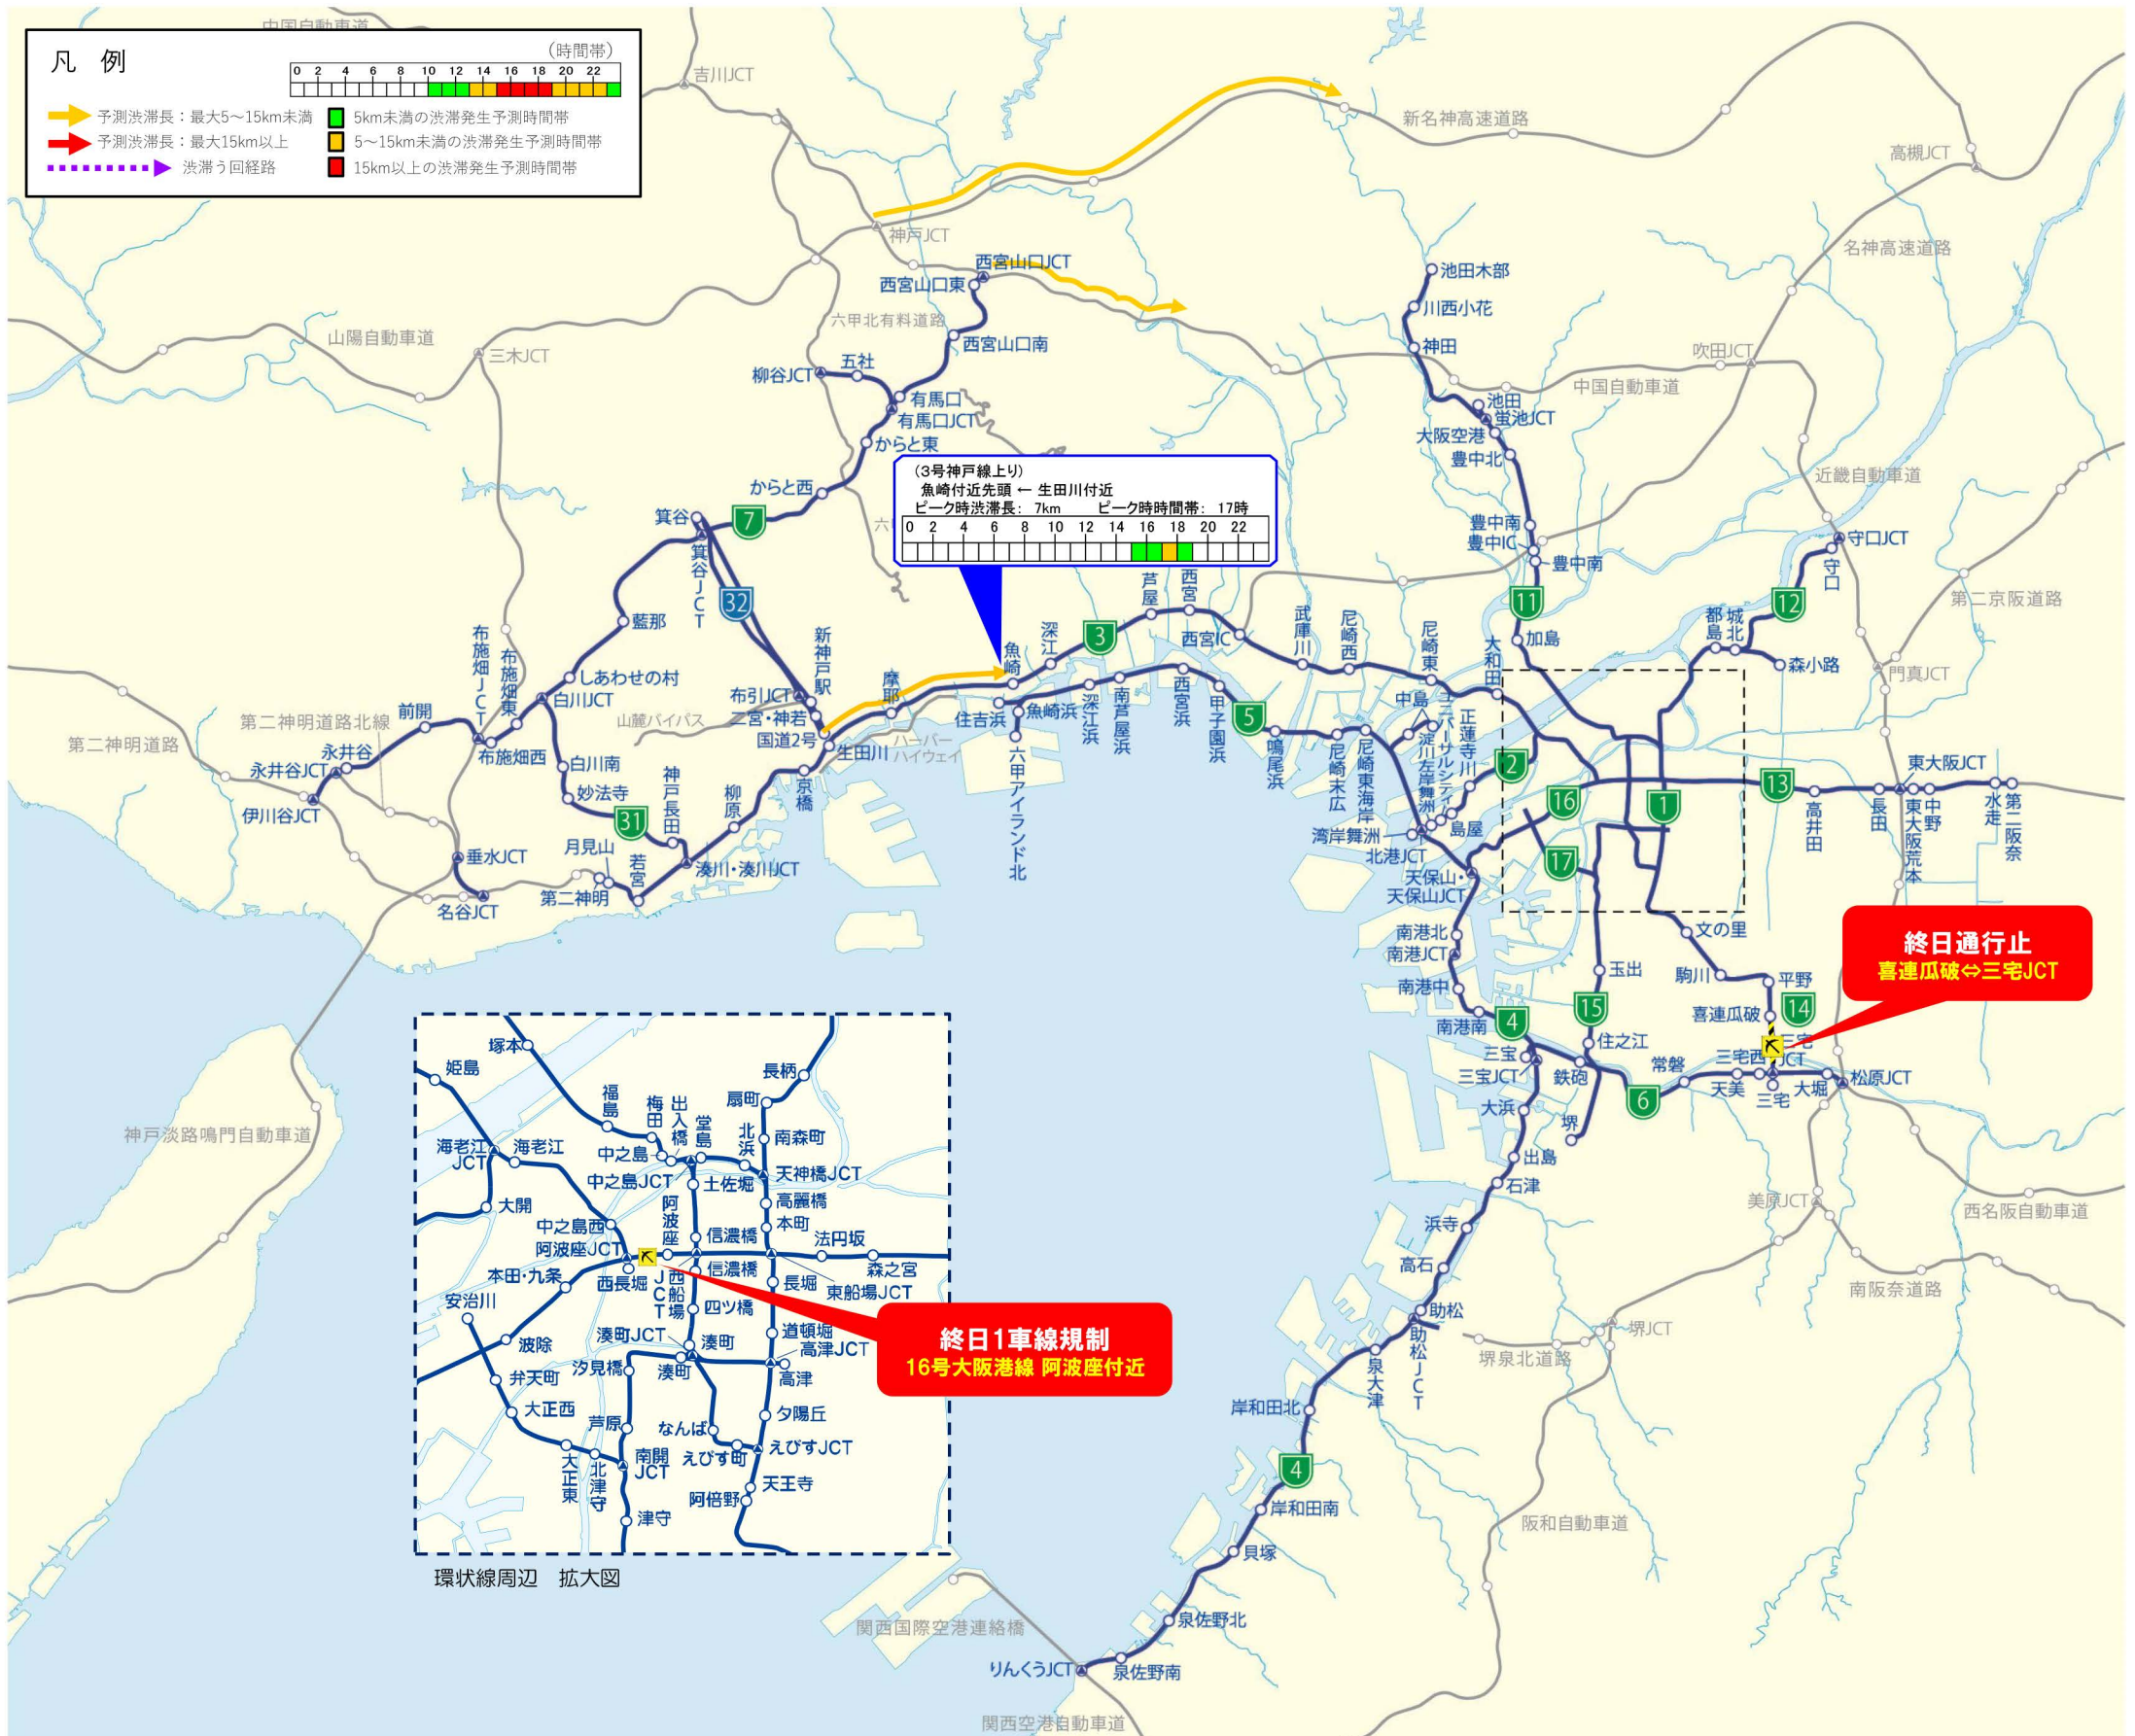 中国自動車道
凡 例
（時間帯）
0 2 4 6 8 10 12 14 16 18 20 22
予測渋滞長：最大5～15km未満
5km未満の渋滞発生予測時間帯
予測渋滞長：最大15km以上
5～15km未満の渋滞発生予測時間帯
渋滞う回経路
15km以上の渋滞発生予測時間帯
吉川JCT
新名神高速道路
高槻JCT
神戸JCT
名神高速道路
西宮山口JCT
西宮山口東
池田木部
川西小花
六甲北有料道路
山陽自動車道
三木JCT
西宮山口南
神田
吹田JCT
中国自動車道
五社
柳谷JCT
有馬口
有馬口JCT
からと東
池田
蛍池JCT
大阪空港
豊中北
近畿自動車道
（3号神戸線上り）
魚崎付近先頭 ← 生田川付近
ピーク時渋滞長： 7km ピーク時時間帯： 17時
0 2 4 6 8 10 12 14 16 18 20 22
からと西
箕谷
7
箕谷JCT
32
豊中南
豊中IC
豊中南
守口JCT
守口
11
12
第二京阪道路
藍那
新神戸駅
芦屋
西宮
3
深江
魚崎
西宮IC
武庫川
尼崎西
尼崎東
大和田
加島
都島
城北
森小路
門真JCT
布施畑JCT
布施畑東
しあわせの村
白川JCT
布引JCT
二宮・神若
国道2号
摩耶
山麓バイパス
生田川
ハーバー
ハイウェイ
住吉浜
魚崎浜
六甲アイランド北
深江浜
南芦屋浜
西宮浜
甲子園浜
5
鳴尾浜
尼崎末広
尼崎東海岸
中島
淀川左岸舞洲
ユニバーサルシティ
正蓮寺川
2
第二神明道路北線
第二神明道路
前開
永井谷
永井谷JCT
伊川谷JCT
布施畑西
白川南
妙法寺
31
神戸長田
柳原
京橋
月見山
若宮
湊川・湊川JCT
第二神明
垂水JCT
名谷JCT
湾岸舞洲
島屋
北港JCT
天保山・
天保山JCT
16
17
1
13
高井田
長田
東大阪JCT
東大阪荒本
中野
水走
第二阪奈
南港北
南港JCT
南港中
南港南
文の里
駒川
平野
14
喜連瓜破
終日通行止
喜連瓜破⇔三宅JCT
玉出
15
4
住之江
三宝
三宝JCT
鉄砲
常磐
三宅西
三宅
JCT
天美
三宅
大堀
松原JCT
6
大浜
堺
出島
石津
浜寺
高石
助松
助松JCT
泉大津
岸和田北
4
岸和田南
貝塚
泉佐野北
泉佐野南
りんくうJCT
美原JCT
西名阪自動車道
南阪奈道路
堺JCT
堺泉北道路
阪和自動車道
関西国際空港連絡橋
関西空港自動車道
神戸淡路鳴門自動車道
塚本
姫島
福島
梅田
出入橋
堂島
北浜
長柄
扇町
南森町
海老江
JCT
海老江
中之島
中之島JCT
土佐堀
天神橋JCT
高麗橋
大開
中之島西
阿波座
信濃橋
本町
法円坂
阿波座JCT
西長堀
西船場JCT
信濃橋
長堀
東船場JCT
森之宮
本田・九条
安治川
波除
四ツ橋
湊町JCT
湊町
道頓堀
高津JCT
高津
終日1車線規制
16号大阪港線 阿波座付近
弁天町
汐見橋
湊町
大正西
芦原
なんば
夕陽丘
南開
JCT
えびす町
えびすJCT
大正東
北津守
阿倍野
天王寺
津守
環状線周辺 拡大図